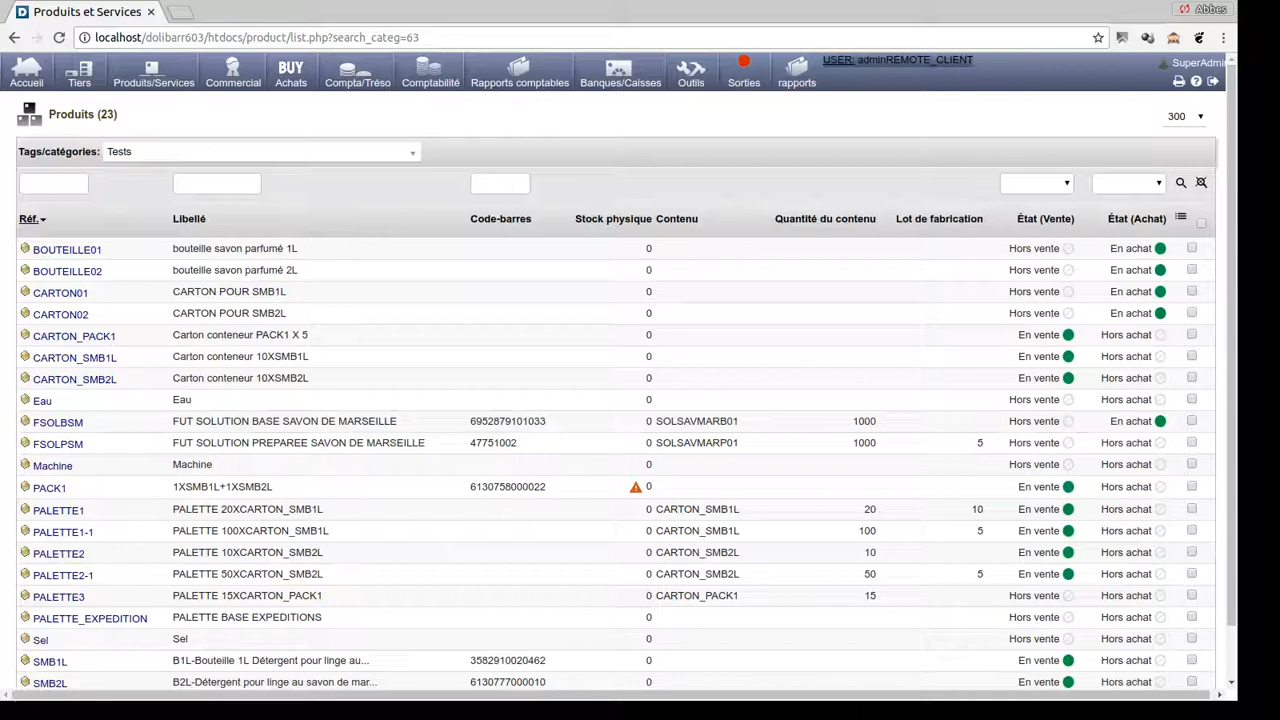 Produits et Services
Abbes
localhost/dolibarr603/htdocs/product/list.php?search_categ=63
USER: adminREMOTE_CLIENT
SuperAdmin
Accueil Tiers Produits/Services Commercial BUY Achats Compta/Tréso Comptabilité Rapports comptables Banques/Caisses Outils Sorties rapports
Produits (23) 300
Tags/catégories: Tests
Réf. Libellé Code-barres Stock physique Contenu Quantité du contenu Lot de fabrication État (Vente) État (Achat)
BOUTEILLE01 bouteille savon parfumé 1L 0 Hors vente En achat
BOUTEILLE02 bouteille savon parfumé 2L 0 Hors vente En achat
CARTON01 CARTON POUR SMB1L 0 Hors vente En achat
CARTON02 CARTON POUR SMB2L 0 Hors vente En achat
CARTON_PACK1 Carton conteneur PACK1 X 5 0 En vente Hors achat
CARTON_SMB1L Carton conteneur 10XSMB1L 0 En vente Hors achat
CARTON_SMB2L Carton conteneur 10XSMB2L 0 En vente Hors achat
Eau Eau 0 Hors vente Hors achat
FSOLBSM FUT SOLUTION BASE SAVON DE MARSEILLE 6952879101033 0 SOLSAVMARB01 1000 Hors vente En achat
FSOLPSM FUT SOLUTION PREPAREE SAVON DE MARSEILLE 47751002 0 SOLSAVMARP01 1000 5 Hors vente Hors achat
Machine Machine 0 Hors vente Hors achat
PACK1 1XSMB1L+1XSMB2L 6130758000022 0 En vente Hors achat
PALETTE1 PALETTE 20XCARTON_SMB1L 0 CARTON_SMB1L 20 10 En vente Hors achat
PALETTE1-1 PALETTE 100XCARTON_SMB1L 0 CARTON_SMB1L 100 5 En vente Hors achat
PALETTE2 PALETTE 10XCARTON_SMB2L 0 CARTON_SMB2L 10 En vente Hors achat
PALETTE2-1 PALETTE 50XCARTON_SMB2L 0 CARTON_SMB2L 50 5 En vente Hors achat
PALETTE3 PALETTE 15XCARTON_PACK1 0 CARTON_PACK1 15 Hors vente Hors achat
PALETTE_EXPEDITION PALETTE BASE EXPEDITIONS 0 Hors vente Hors achat
Sel Sel 0 Hors vente Hors achat
SMB1L B1L-Bouteille 1L Détergent pour linge au... 3582910020462 0 En vente Hors achat
SMB2L B2L-Détergent pour linge au savon de mar... 6130777000010 0 En vente Hors achat